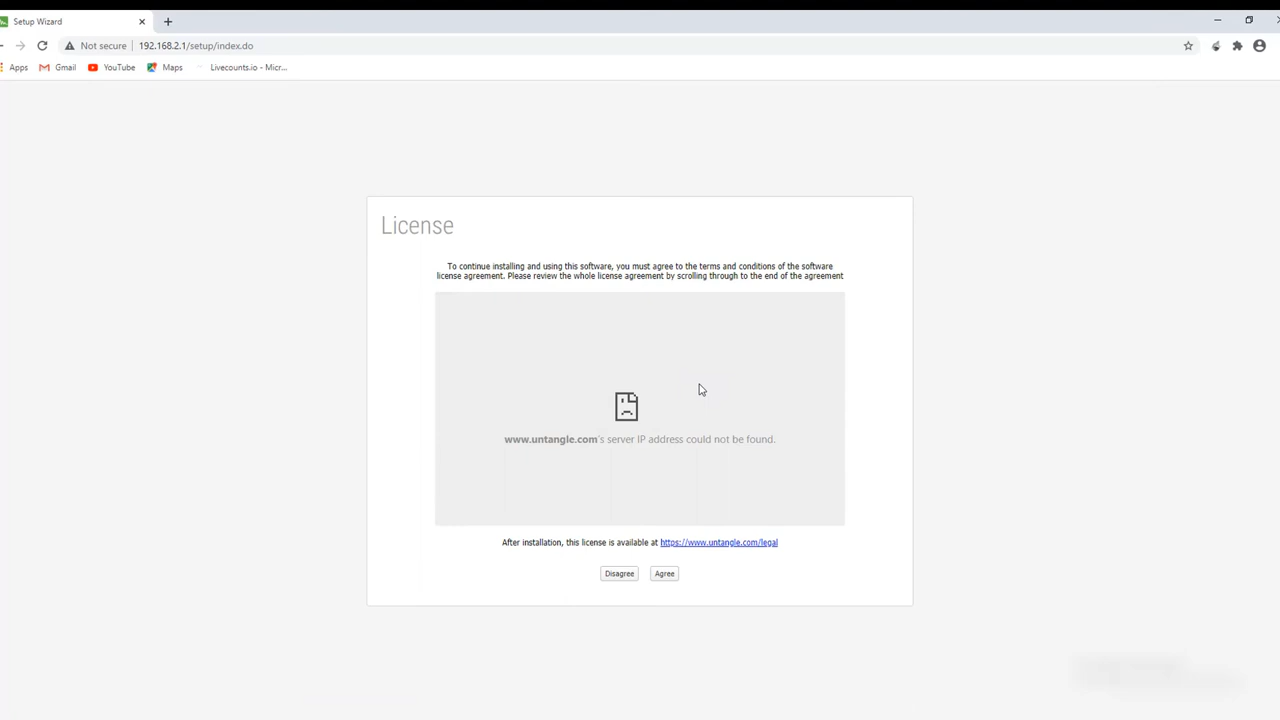 Setup Wizard
Not secure 192.168.2.1/setup/index.do
Apps Gmail YouTube Maps Livecounts.io - Micr...
License
To continue installing and using this software, you must agree to the terms and conditions of the software
license agreement. Please review the whole license agreement by scrolling through to the end of the agreement
www.untangle.com's server IP address could not be found.
After installation, this license is available at https://www.untangle.com/legal
Disagree Agree